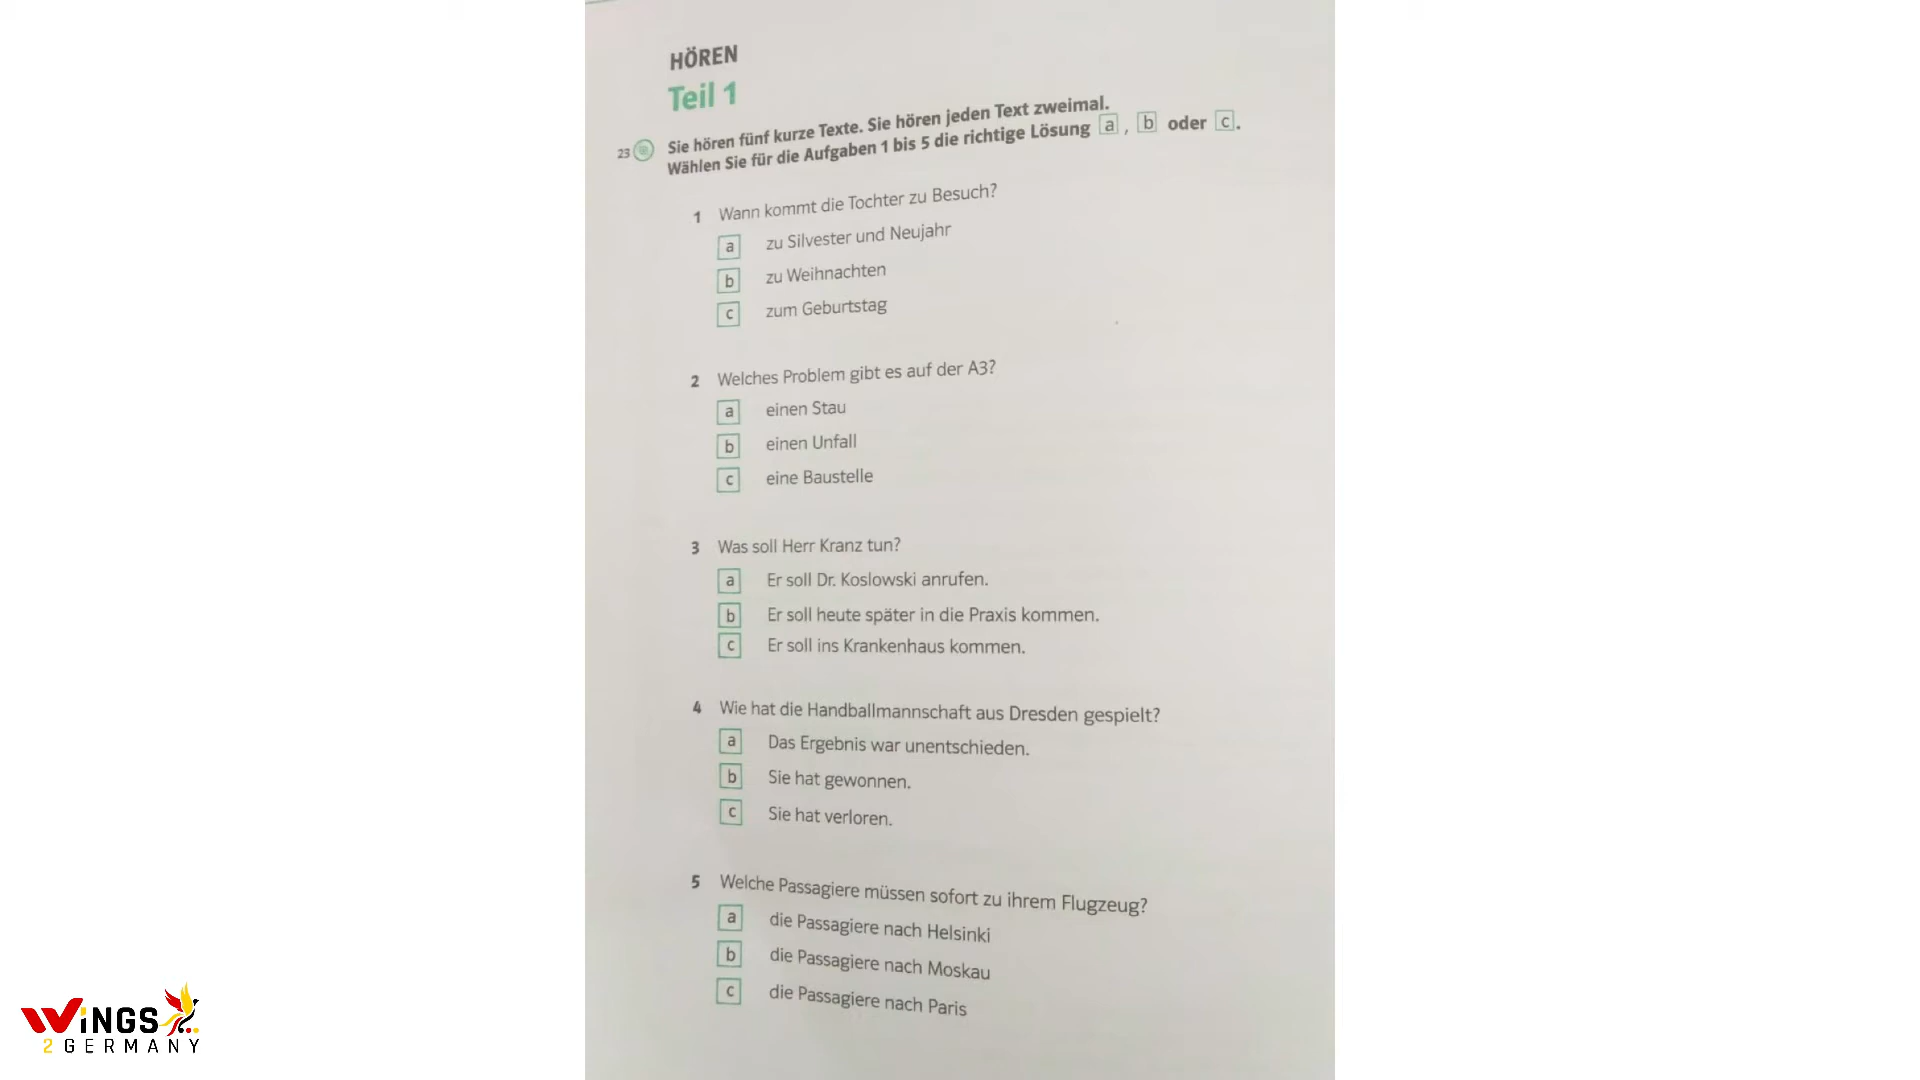 HÖREN
Teil 1
23 Sie hören fünf kurze Texte. Sie hören jeden Text zweimal.
Wählen Sie für die Aufgaben 1 bis 5 die richtige Lösung a , b oder c .
1 Wann kommt die Tochter zu Besuch?
a zu Silvester und Neujahr
b zu Weihnachten
c zum Geburtstag
2 Welches Problem gibt es auf der A3?
a einen Stau
b einen Unfall
c eine Baustelle
3 Was soll Herr Kranz tun?
a Er soll Dr. Koslowski anrufen.
b Er soll heute später in die Praxis kommen.
c Er soll ins Krankenhaus kommen.
4 Wie hat die Handballmannschaft aus Dresden gespielt?
a Das Ergebnis war unentschieden.
b Sie hat gewonnen.
c Sie hat verloren.
5 Welche Passagiere müssen sofort zu ihrem Flugzeug?
a die Passagiere nach Helsinki
b die Passagiere nach Moskau
c die Passagiere nach Paris
WiNGS
2 GERMANY